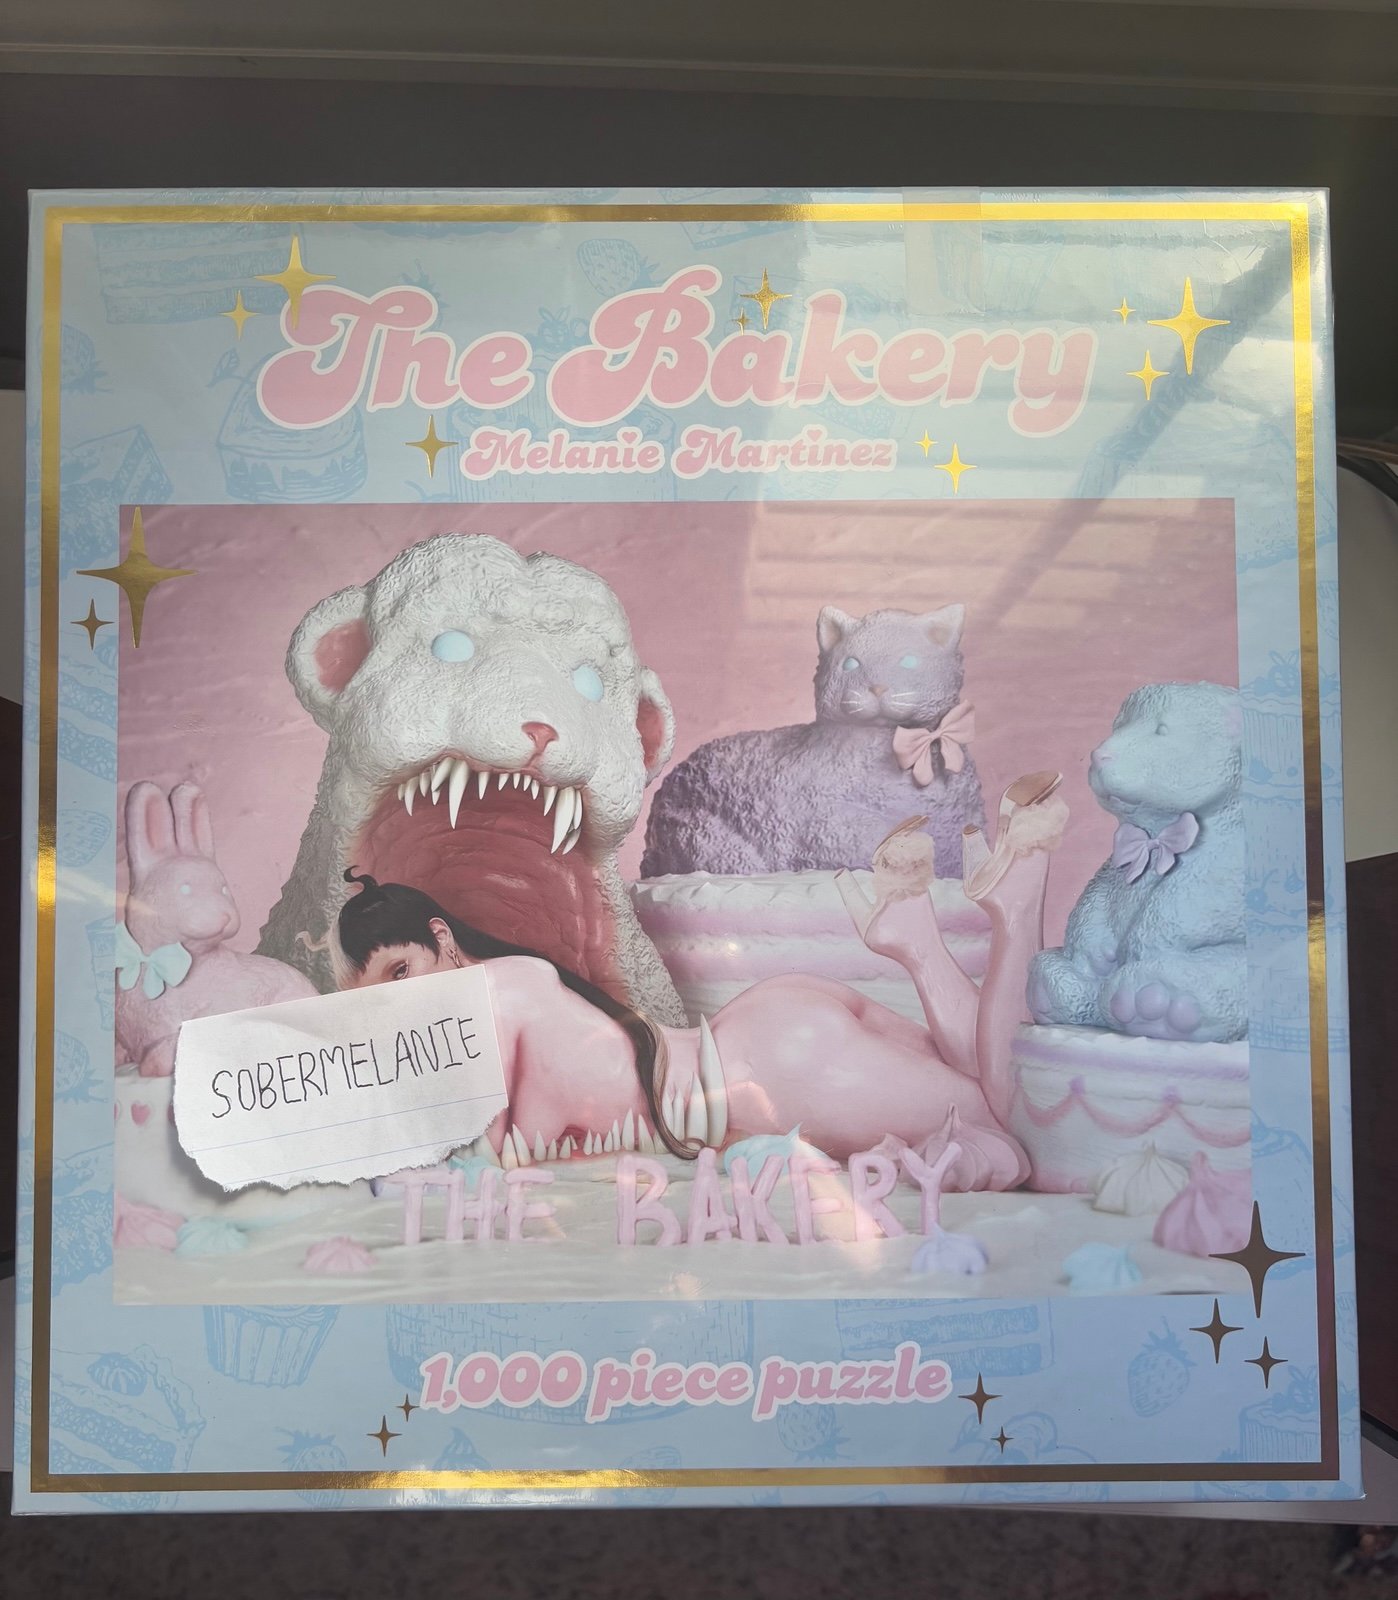 The Bakery
Melanie Martinez
SOBERMELANIE
THE BAKERY
1,000 piece puzzle